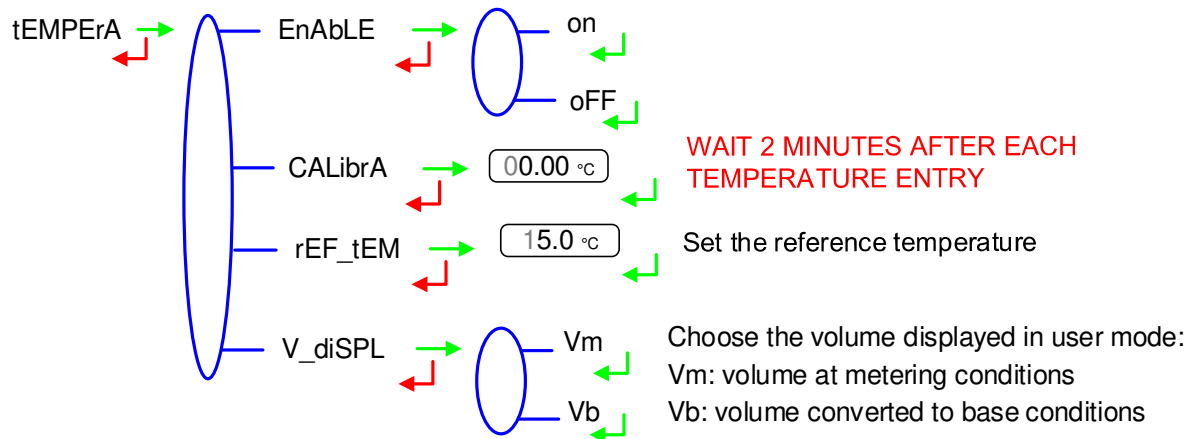 tEMPErA
EnAbLE
on
oFF
CALibrA
00.00 °C
WAIT 2 MINUTES AFTER EACH
TEMPERATURE ENTRY
rEF_tEM
15.0 °C
Set the reference temperature
V_diSPL
Vm
Vb
Choose the volume displayed in user mode:
Vm: volume at metering conditions
Vb: volume converted to base conditions